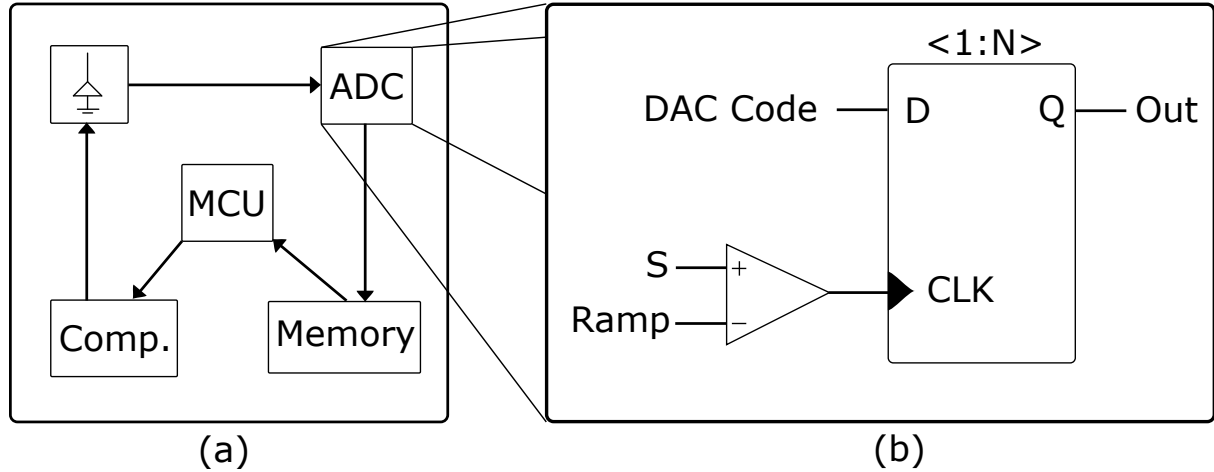 ADC
MCU
Comp.
Memory
(a)
<1:N>
DAC Code
D
Q
Out
S
+
Ramp
−
CLK
(b)